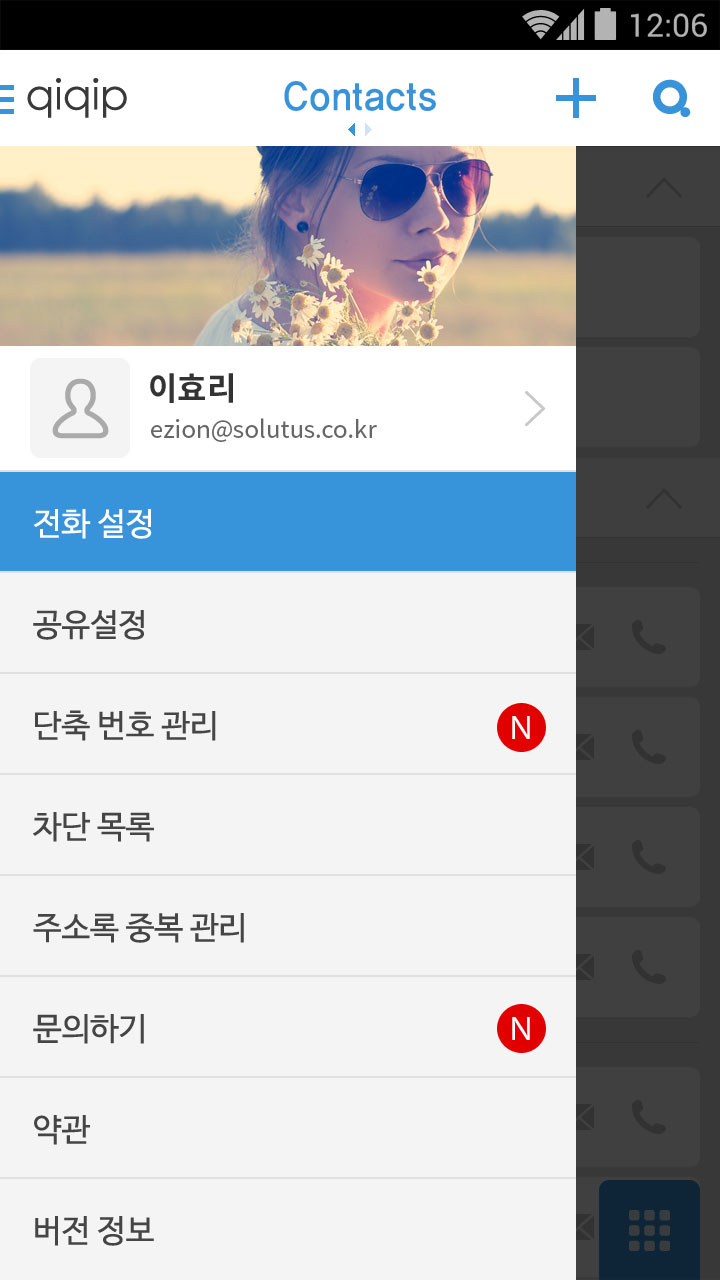 12:06
qiqip
Contacts
이효리
ezion@solutus.co.kr
전화 설정
공유설정
단축 번호 관리 N
차단 목록
주소록 중복 관리
문의하기 N
약관
버전 정보